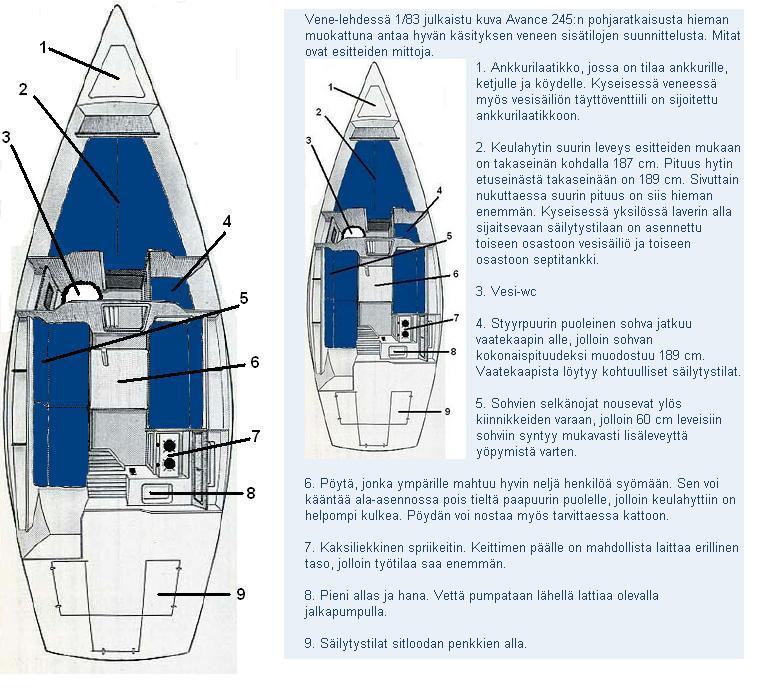 Vene-lehdessä 1/83 julkaistu kuva Avance 245:n pohjaratkaisusta hieman
muokattuna antaa hyvän käsityksen veneen sisätilojen suunnittelusta. Mitat
ovat esitteiden mittoja.
1. Ankkurilaatikko, jossa on tilaa ankkurille,
ketjulle ja köydelle. Kyseisessä veneessä
myös vesisäiliön täyttöventtiili on sijoitettu
ankkurilaatikkoon.
2. Keulahytin suurin leveys esitteiden mukaan
on takaseinän kohdalla 187 cm. Pituus hytin
etuseinästä takaseinään on 189 cm. Sivuttain
nukuttaessa suurin pituus on siis hieman
enemmän. Kyseisessä yksilössä laverin alla
sijaitsevaan säilytystilaan on asennettu
toiseen osastoon vesisäiliö ja toiseen
osastoon septitankki.
3. Vesi-wc
4. Styyrpuurin puoleinen sohva jatkuu
vaatekaapin alle, jolloin sohvan
kokonaispituudeksi muodostuu 189 cm.
Vaatekaapista löytyy kohtuulliset säilytystilat.
5. Sohvien selkänojat nousevat ylös
kiinnikkeiden varaan, jolloin 60 cm leveisiin
sohviin syntyy mukavasti lisäleveyttä
yöpymistä varten.
6. Pöytä, jonka ympärille mahtuu hyvin neljä henkilöä syömään. Sen voi
kääntää ala-asennossa pois tieltä paapuurin puolelle, jolloin keulahyttiin on
helpompi kulkea. Pöydän voi nostaa myös tarvittaessa kattoon.
7. Kaksiliekkinen spriikeitin. Keittimen päälle on mahdollista laittaa erillinen
taso, jolloin työtilaa saa enemmän.
8. Pieni allas ja hana. Vettä pumpataan lähellä lattiaa olevalla
jalkapumpulla.
9. Säilytystilat sitloodan penkkien alla.
1
2
3
4
5
6
7
8
9
1
2
3
4
5
6
7
8
9